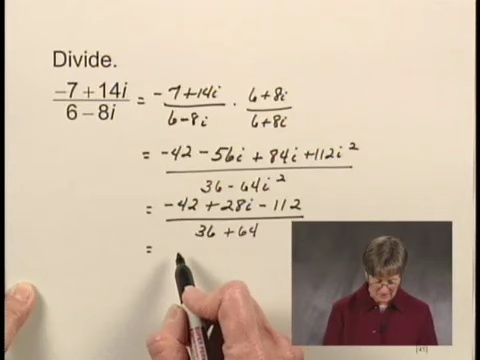 Divide.
-7 + 14i / 6 - 8i = -7+14i / 6-8i · 6+8i / 6+8i
= -42 - 56i + 84i + 112i² / 36 - 64i²
= -42 + 28i - 112 / 36 + 64
=